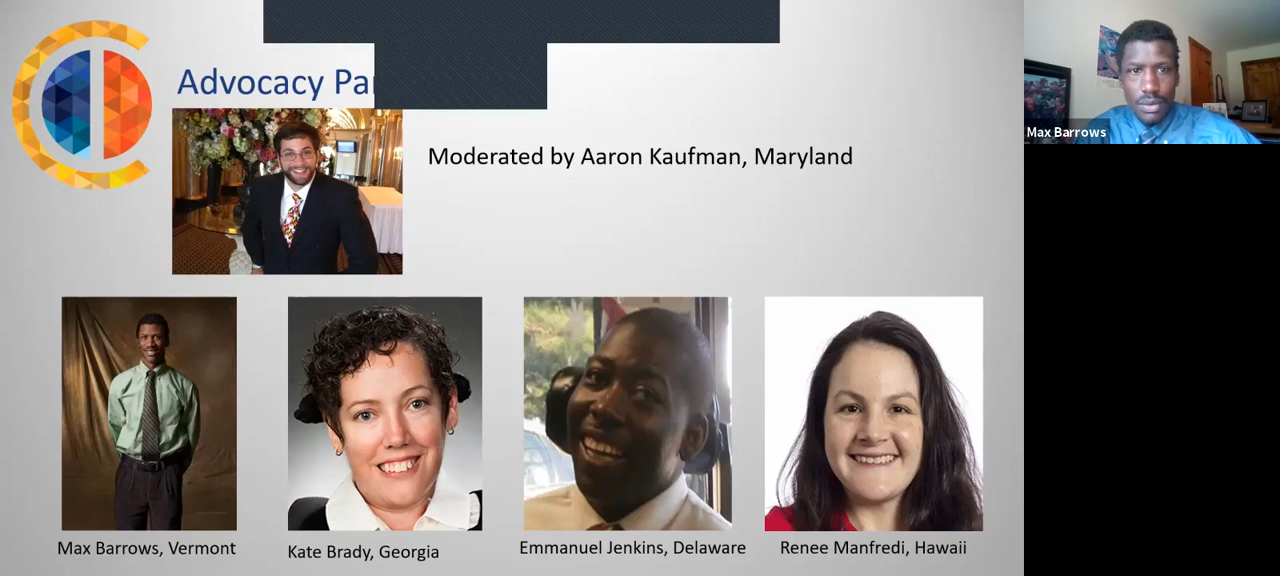 Advocacy
Moderated by Aaron Kaufman, Maryland
Max Barrows
Max Barrows, Vermont
Kate Brady, Georgia
Emmanuel Jenkins, Delaware
Renee Manfredi, Hawaii